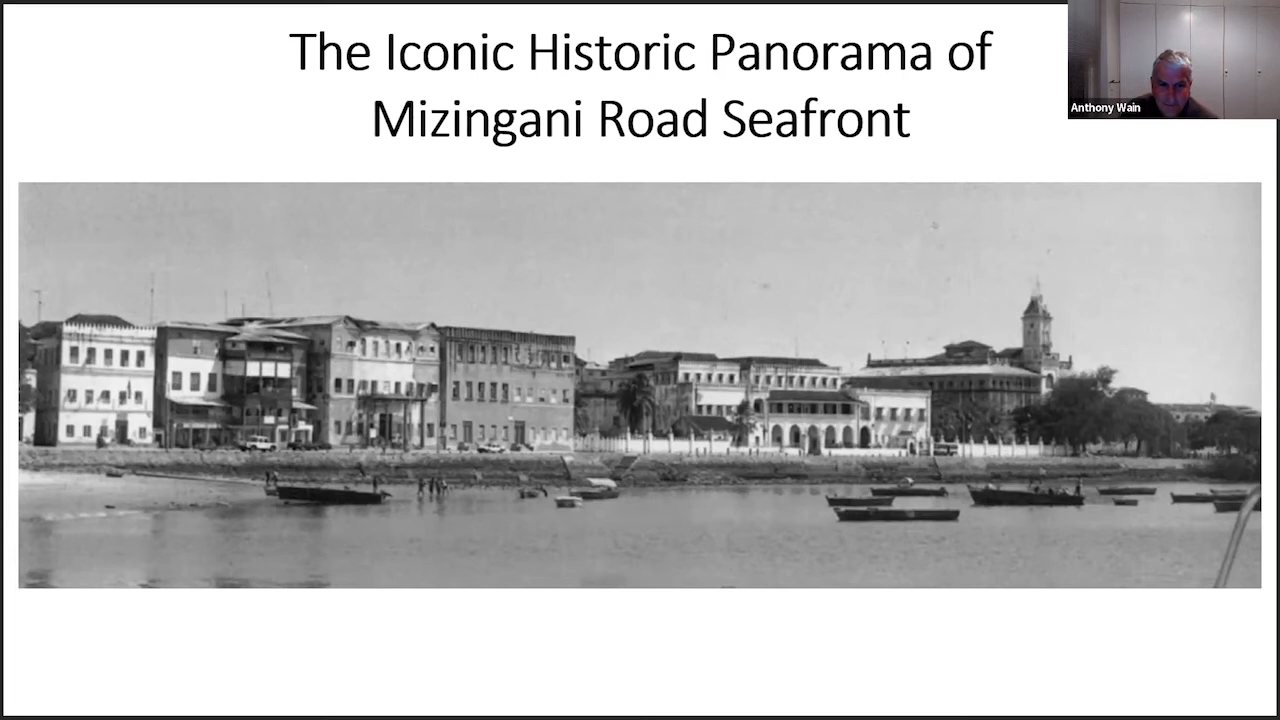 The Iconic Historic Panorama of
Mizingani Road Seafront
Anthony Wain